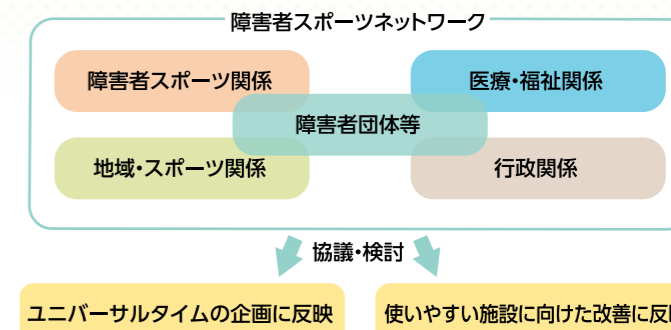 障害者スポーツネットワーク
障害者スポーツ関係
医療・福祉関係
障害者団体等
地域・スポーツ関係
行政関係
協議・検討
ユニバーサルタイムの企画に反映
使いやすい施設に向けた改善に反